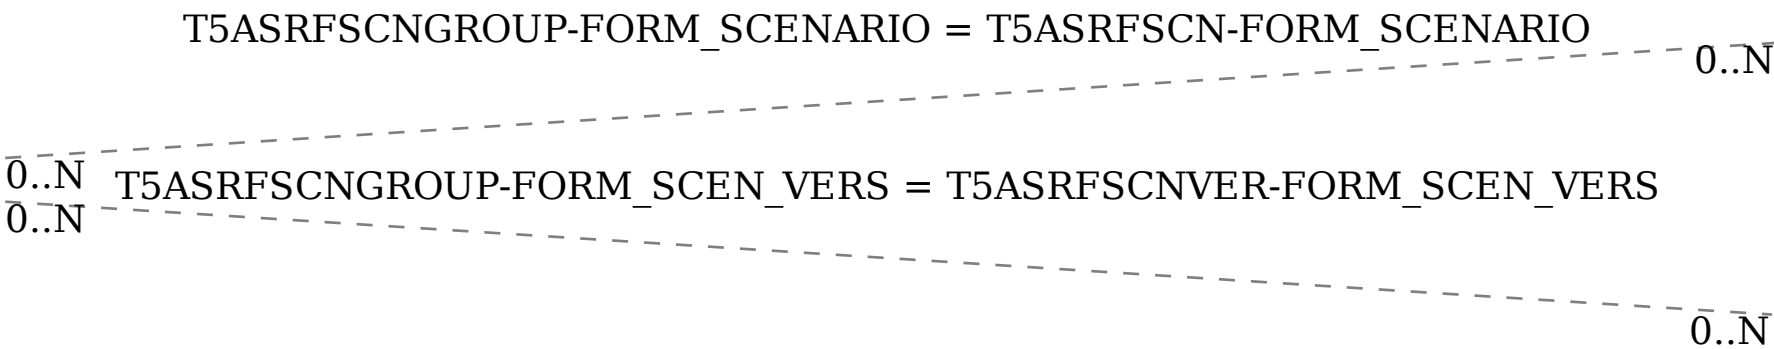 T5ASRFSCNGROUP-FORM_SCENARIO = T5ASRFSCN-FORM_SCENARIO
0..N
0..N
T5ASRFSCNGROUP-FORM_SCEN_VERS = T5ASRFSCNVER-FORM_SCEN_VERS
0..N
0..N